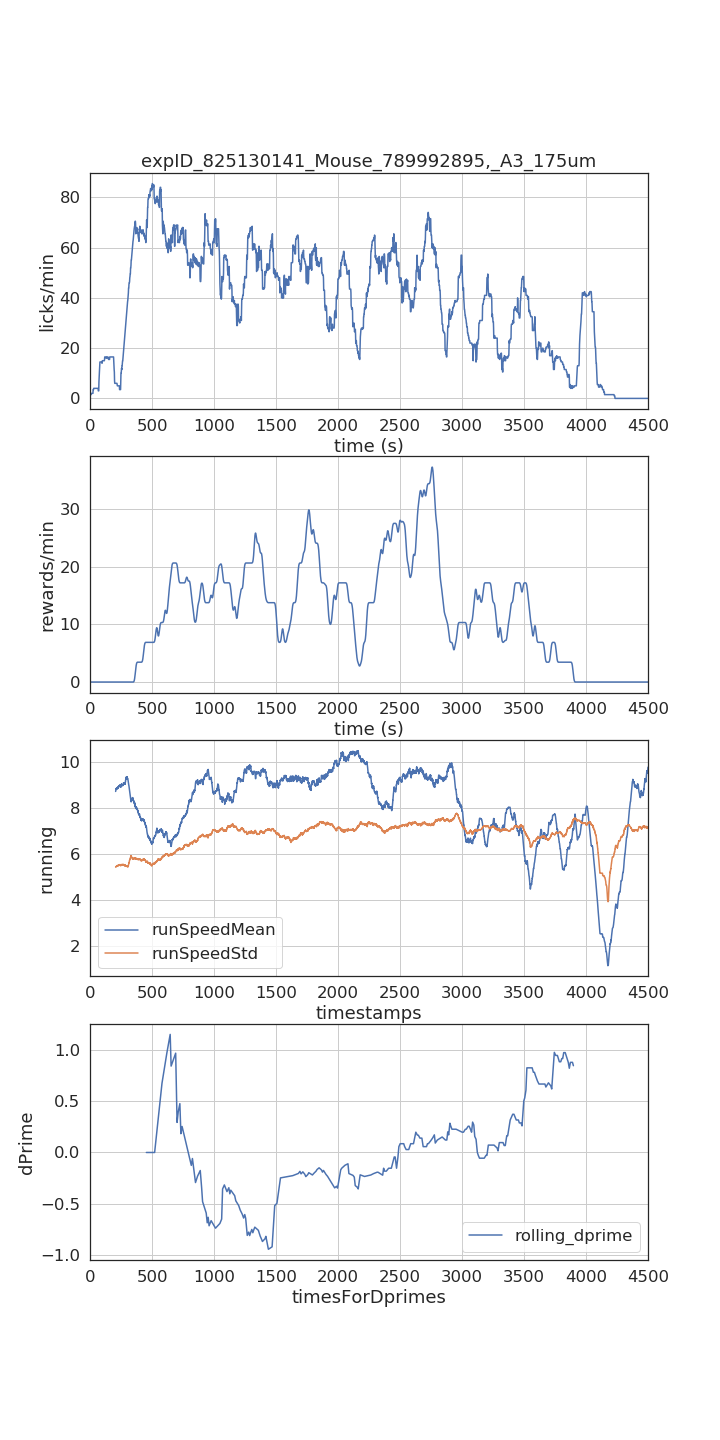 expID_825130141_Mouse_789992895,_A3_175um
80
60
40
20
0
licks/min
0 500 1000 1500 2000 2500 3000 3500 4000 4500
time (s)
30
20
10
0
rewards/min
0 500 1000 1500 2000 2500 3000 3500 4000 4500
time (s)
10
8
6
4
2
running
runSpeedMean
runSpeedStd
0 500 1000 1500 2000 2500 3000 3500 4000 4500
timestamps
1.0
0.5
0.0
−0.5
−1.0
dPrime
rolling_dprime
0 500 1000 1500 2000 2500 3000 3500 4000 4500
timesForDprimes